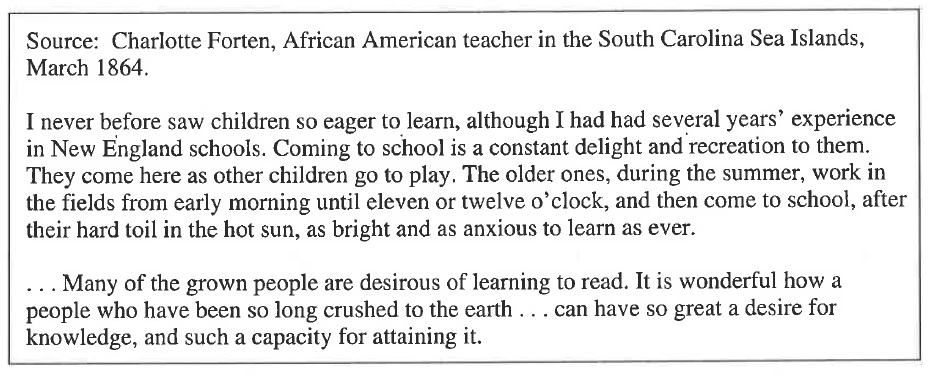 Source: Charlotte Forten, African American teacher in the South Carolina Sea Islands,
March 1864.
I never before saw children so eager to learn, although I had had several years’ experience
in New England schools. Coming to school is a constant delight and recreation to them.
They come here as other children go to play. The older ones, during the summer, work in
the fields from early morning until eleven or twelve o’clock, and then come to school, after
their hard toil in the hot sun, as bright and as anxious to learn as ever.
. . . Many of the grown people are desirous of learning to read. It is wonderful how a
people who have been so long crushed to the earth . . . can have so great a desire for
knowledge, and such a capacity for attaining it.